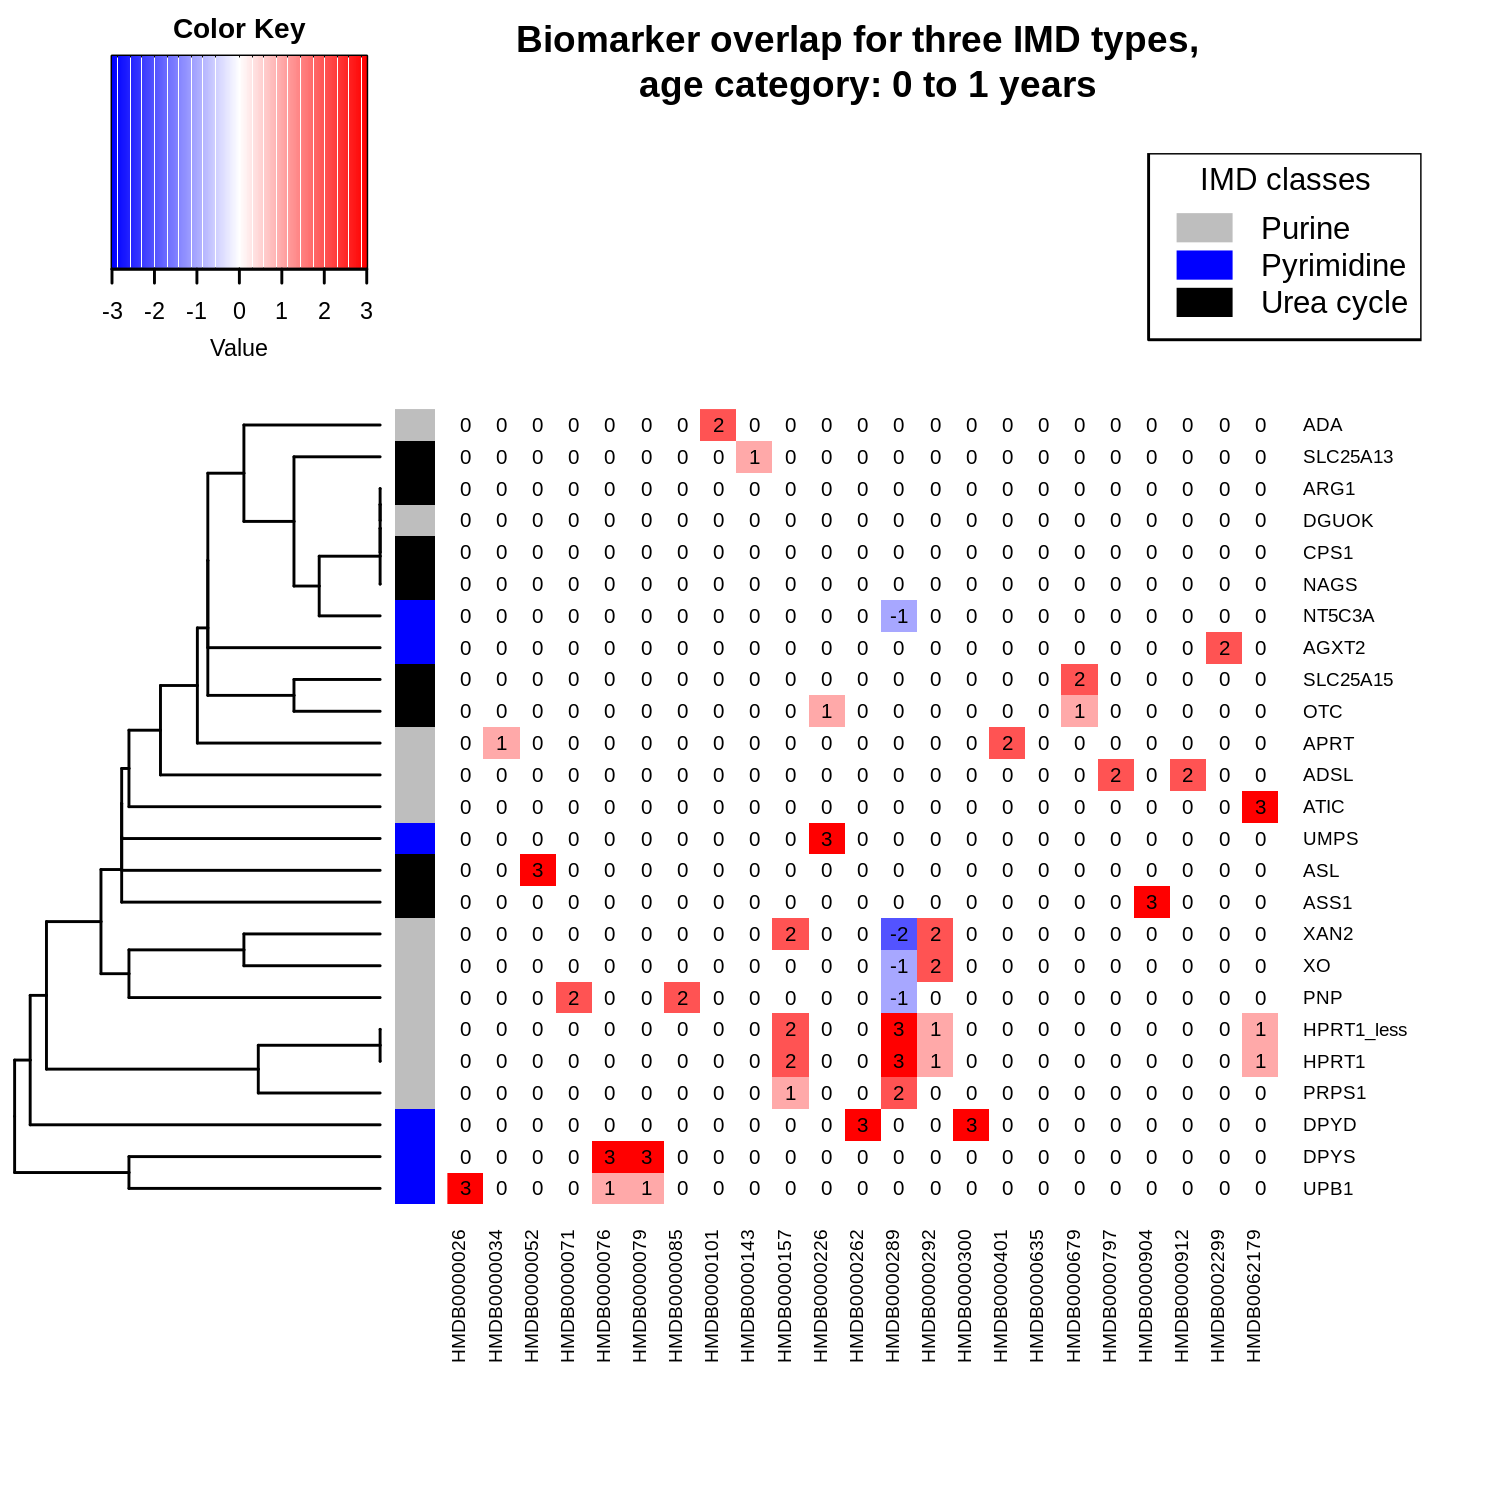 Color Key
-3 -2 -1 0 1 2 3
Value
Biomarker overlap for three IMD types,
age category: 0 to 1 years
IMD classes
Purine
Pyrimidine
Urea cycle
0 0 0 0 0 0 0 2 0 0 0 0 0 0 0 0 0 0 0 0 0 0 0 ADA
0 0 0 0 0 0 0 0 1 0 0 0 0 0 0 0 0 0 0 0 0 0 0 SLC25A13
0 0 0 0 0 0 0 0 0 0 0 0 0 0 0 0 0 0 0 0 0 0 0 ARG1
0 0 0 0 0 0 0 0 0 0 0 0 0 0 0 0 0 0 0 0 0 0 0 DGUOK
0 0 0 0 0 0 0 0 0 0 0 0 0 0 0 0 0 0 0 0 0 0 0 CPS1
0 0 0 0 0 0 0 0 0 0 0 0 0 0 0 0 0 0 0 0 0 0 0 NAGS
0 0 0 0 0 0 0 0 0 0 0 0 -1 0 0 0 0 0 0 0 0 0 0 NT5C3A
0 0 0 0 0 0 0 0 0 0 0 0 0 0 0 0 0 0 0 0 0 2 0 AGXT2
0 0 0 0 0 0 0 0 0 0 0 0 0 0 0 0 0 2 0 0 0 0 0 SLC25A15
0 0 0 0 0 0 0 0 0 0 1 0 0 0 0 0 0 1 0 0 0 0 0 OTC
0 1 0 0 0 0 0 0 0 0 0 0 0 0 0 2 0 0 0 0 0 0 0 APRT
0 0 0 0 0 0 0 0 0 0 0 0 0 0 0 0 0 0 2 0 2 0 0 ADSL
0 0 0 0 0 0 0 0 0 0 0 0 0 0 0 0 0 0 0 0 0 0 3 ATIC
0 0 0 0 0 0 0 0 0 0 3 0 0 0 0 0 0 0 0 0 0 0 0 UMPS
0 0 3 0 0 0 0 0 0 0 0 0 0 0 0 0 0 0 0 0 0 0 0 ASL
0 0 0 0 0 0 0 0 0 0 0 0 0 0 0 0 0 0 0 3 0 0 0 ASS1
0 0 0 0 0 0 0 0 0 2 0 0 -2 2 0 0 0 0 0 0 0 0 0 XAN2
0 0 0 0 0 0 0 0 0 0 0 0 -1 2 0 0 0 0 0 0 0 0 0 XO
0 0 0 2 0 0 2 0 0 0 0 0 -1 0 0 0 0 0 0 0 0 0 0 PNP
0 0 0 0 0 0 0 0 0 2 0 0 3 1 0 0 0 0 0 0 0 0 1 HPRT1_less
0 0 0 0 0 0 0 0 0 2 0 0 3 1 0 0 0 0 0 0 0 0 1 HPRT1
0 0 0 0 0 0 0 0 0 1 0 0 2 0 0 0 0 0 0 0 0 0 0 PRPS1
0 0 0 0 0 0 0 0 0 0 0 3 0 0 3 0 0 0 0 0 0 0 0 DPYD
0 0 0 0 3 3 0 0 0 0 0 0 0 0 0 0 0 0 0 0 0 0 0 DPYS
3 0 0 0 1 1 0 0 0 0 0 0 0 0 0 0 0 0 0 0 0 0 0 UPB1
HMDB0000026
HMDB0000034
HMDB0000052
HMDB0000071
HMDB0000076
HMDB0000079
HMDB0000085
HMDB0000101
HMDB0000143
HMDB0000157
HMDB0000226
HMDB0000262
HMDB0000289
HMDB0000292
HMDB0000300
HMDB0000401
HMDB0000635
HMDB0000679
HMDB0000797
HMDB0000904
HMDB0000912
HMDB0002299
HMDB0062179